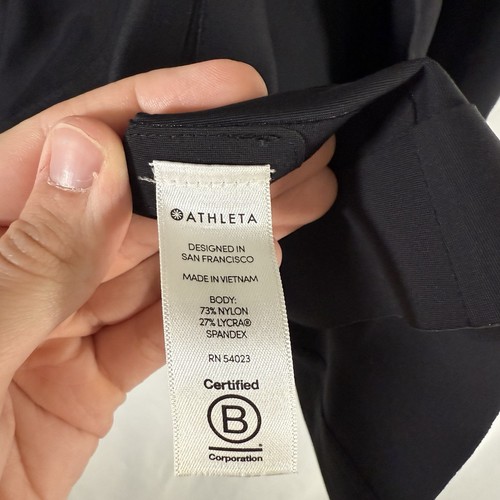 ATHLETA
DESIGNED IN
SAN FRANCISCO
MADE IN VIETNAM
BODY:
73% NYLON
27% LYCRA®
SPANDEX
RN 54023
Certified
B
Corporation